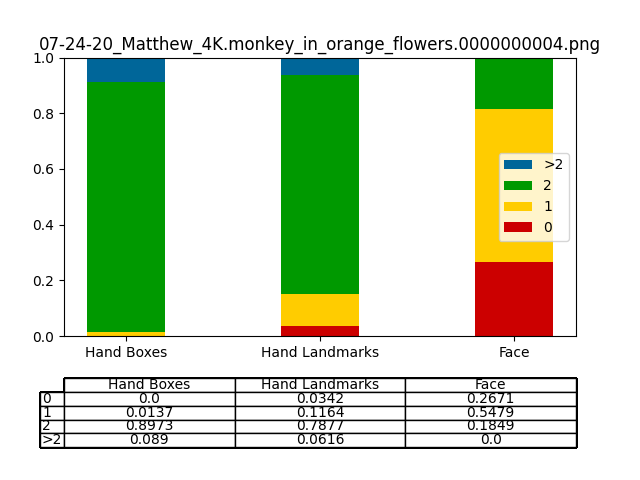 07-24-20_Matthew_4K.monkey_in_orange_flowers.0000000004.png
1.0
0.8
0.6
0.4
0.2
0.0
>2
2
1
0
Hand Boxes Hand Landmarks Face
Hand Boxes Hand Landmarks Face
0 0.0 0.0342 0.2671
1 0.0137 0.1164 0.5479
2 0.8973 0.7877 0.1849
>2 0.089 0.0616 0.0